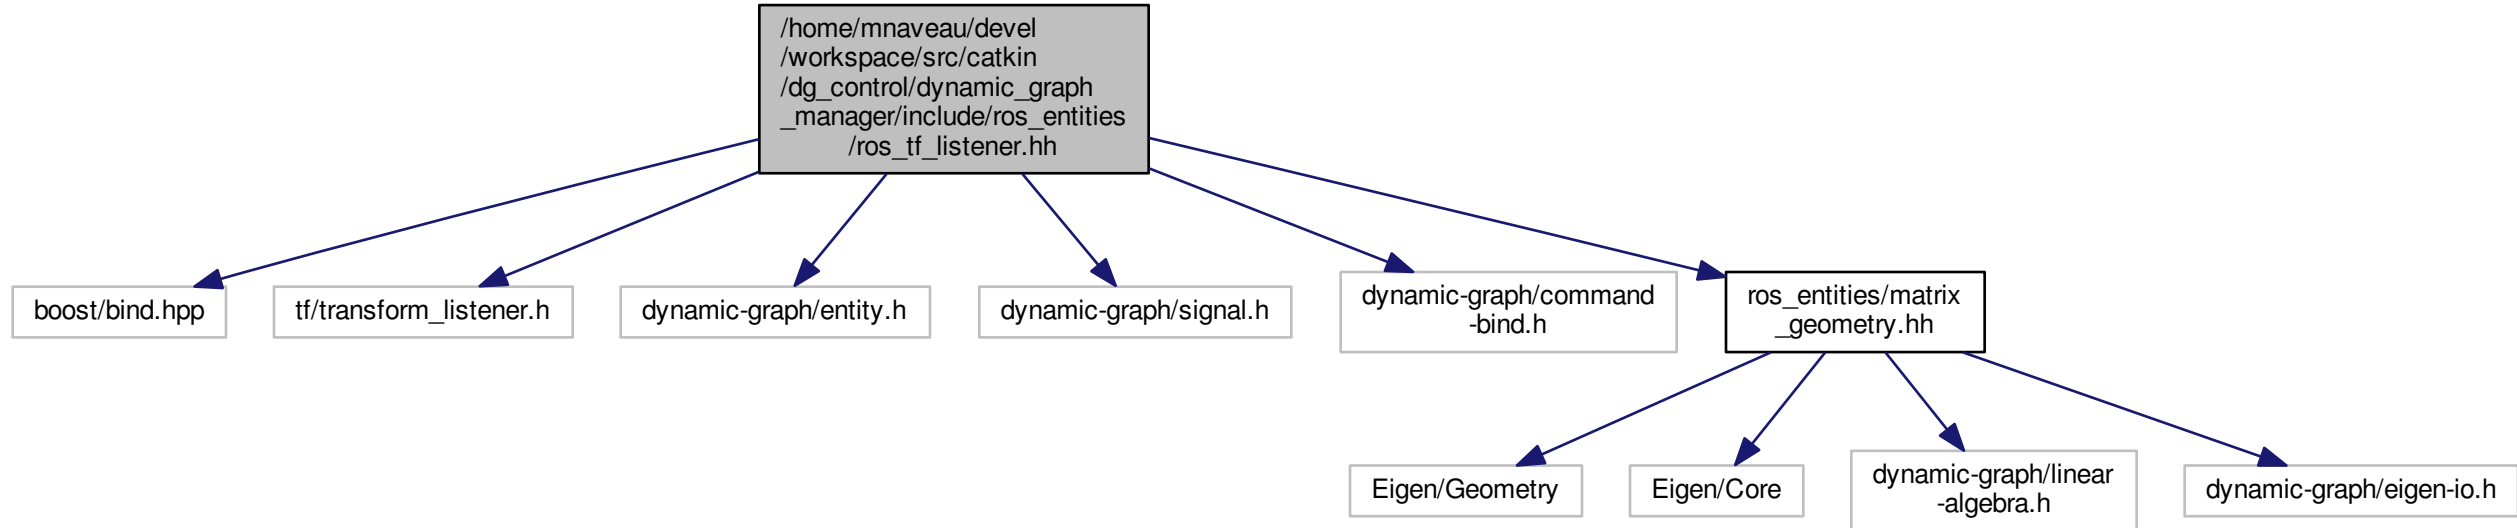 /home/mnaveau/devel
/workspace/src/catkin
/dg_control/dynamic_graph
_manager/include/ros_entities
/ros_tf_listener.hh
boost/bind.hpp
tf/transform_listener.h
dynamic-graph/entity.h
dynamic-graph/signal.h
dynamic-graph/command
-bind.h
ros_entities/matrix
_geometry.hh
Eigen/Geometry
Eigen/Core
dynamic-graph/linear
-algebra.h
dynamic-graph/eigen-io.h